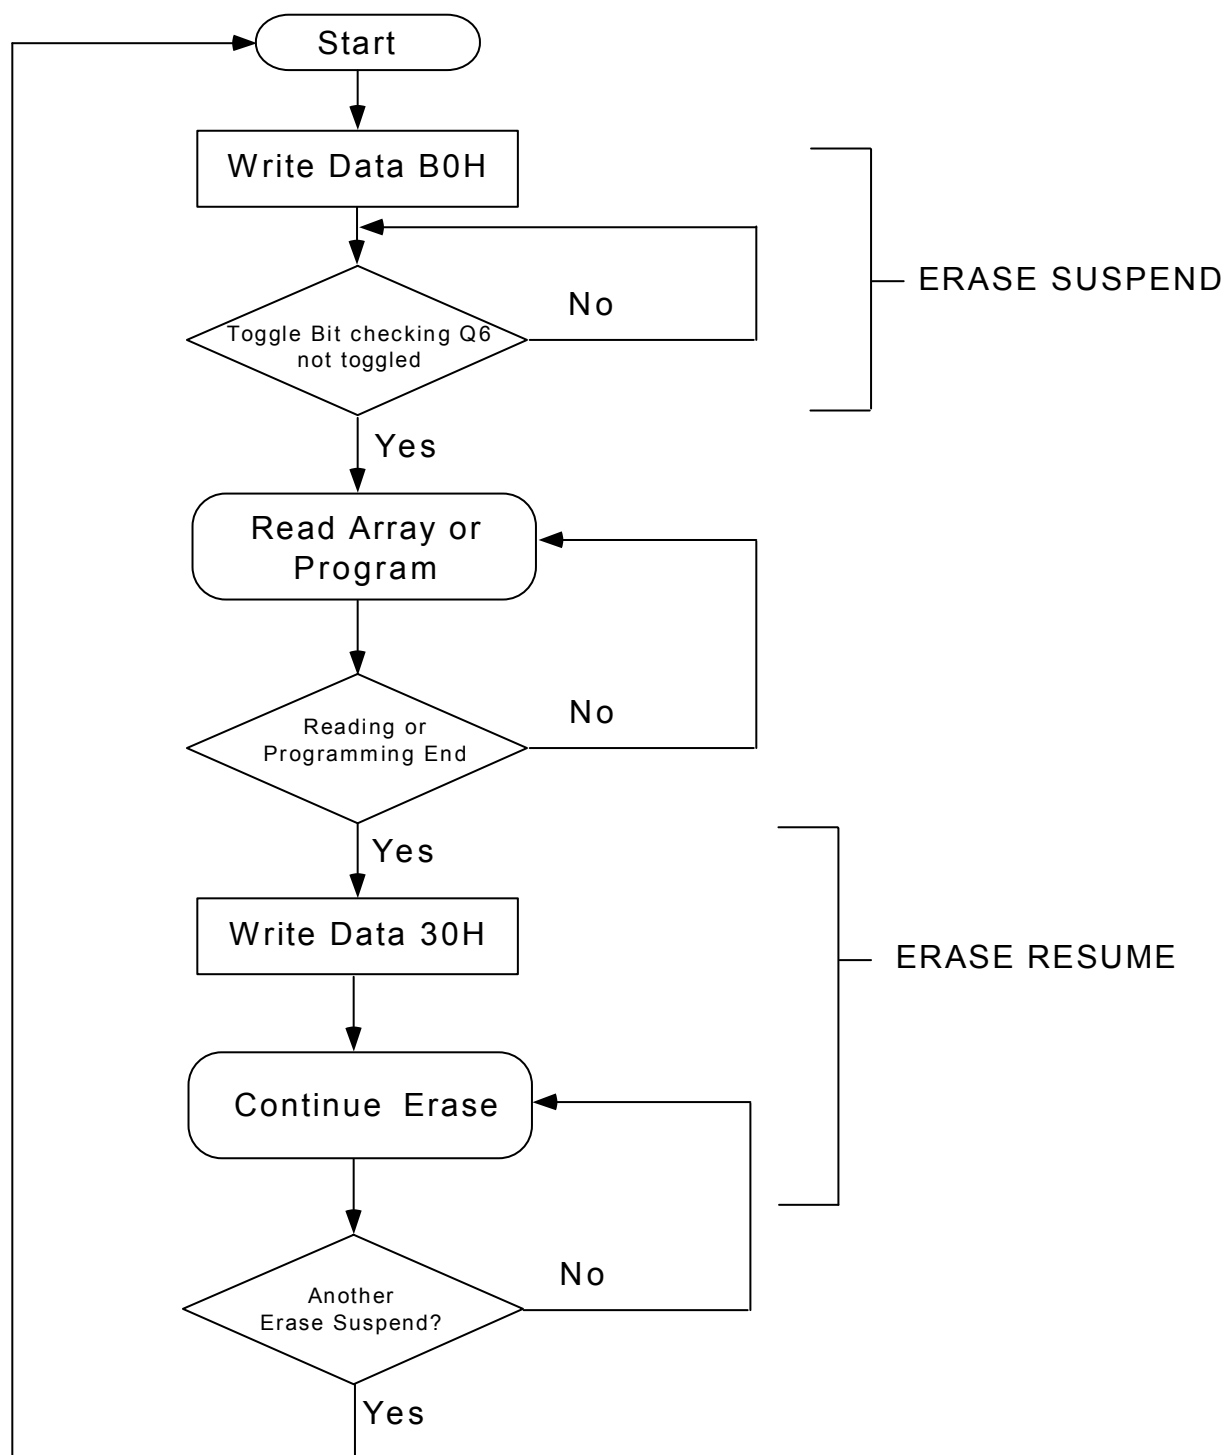 Start
Write Data B0H
ERASE SUSPEND
No
Toggle Bit checking Q6
not toggled
Yes
Read Array or
Program
No
Reading or
Programming End
Yes
Write Data 30H
ERASE RESUME
Continue Erase
No
Another
Erase Suspend?
Yes